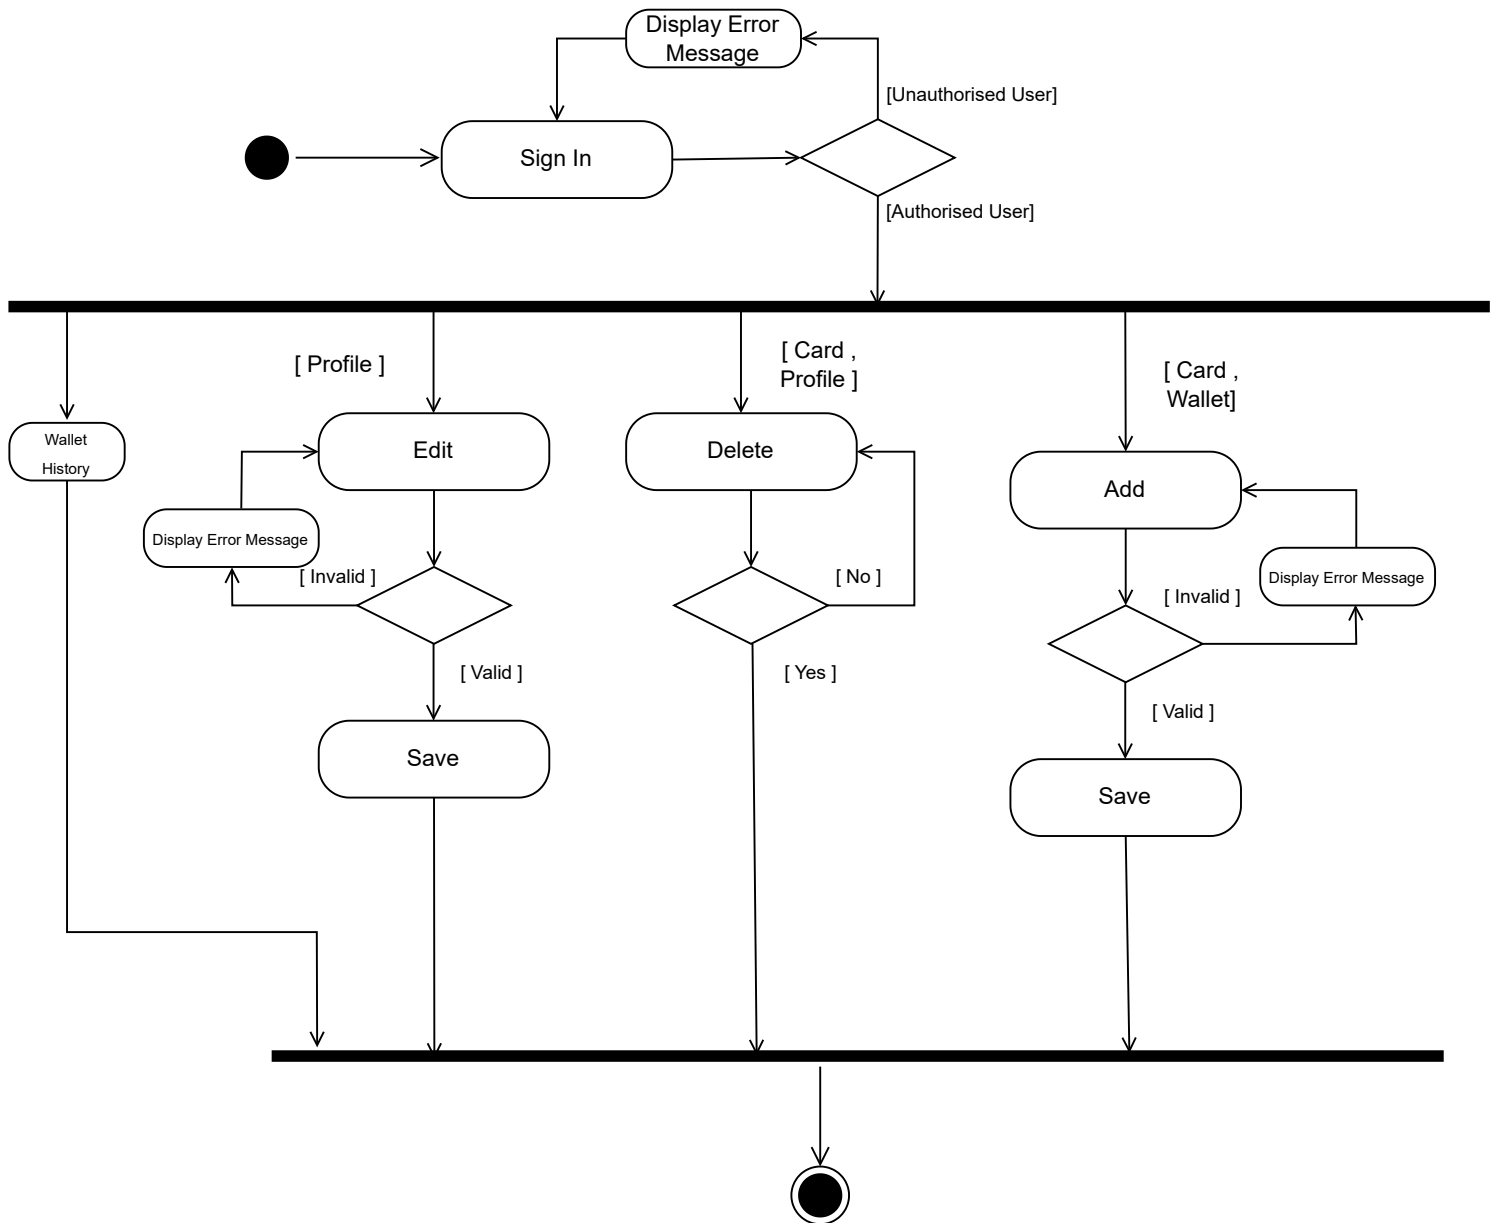 Display Error
Message
[Unauthorised User]
Sign In
[Authorised User]
[ Profile ]
[ Card ,
Profile ]
[ Card ,
Wallet]
Wallet
History
Edit
Delete
Add
Display Error Message
[ Invalid ]
[ No ]
[ Invalid ]
Display Error Message
[ Valid ]
[ Yes ]
[ Valid ]
Save
Save